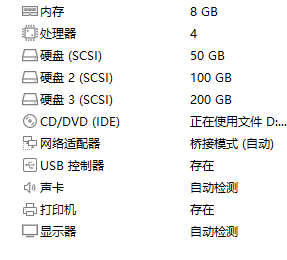 内存 8 GB
处理器 4
硬盘 (SCSI) 50 GB
硬盘 2 (SCSI) 100 GB
硬盘 3 (SCSI) 200 GB
CD/DVD (IDE) 正在使用文件 D:...
网络适配器 桥接模式 (自动)
USB 控制器 存在
声卡 自动检测
打印机 存在
显示器 自动检测